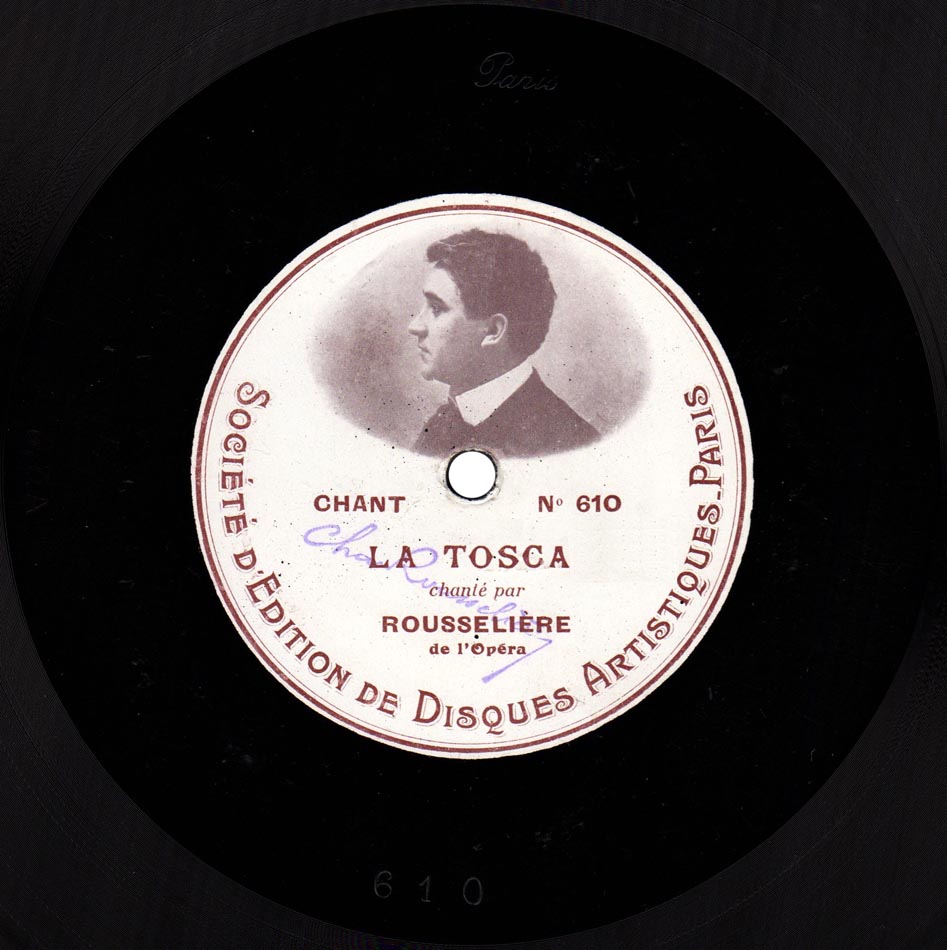 Paris
CHANT Nº 610
LA TOSCA
chanté par
ROUSSELIÈRE
de l'Opéra
SOCIÉTÉ D'ÉDITION DE DISQUES ARTISTIQUES_PARIS
610